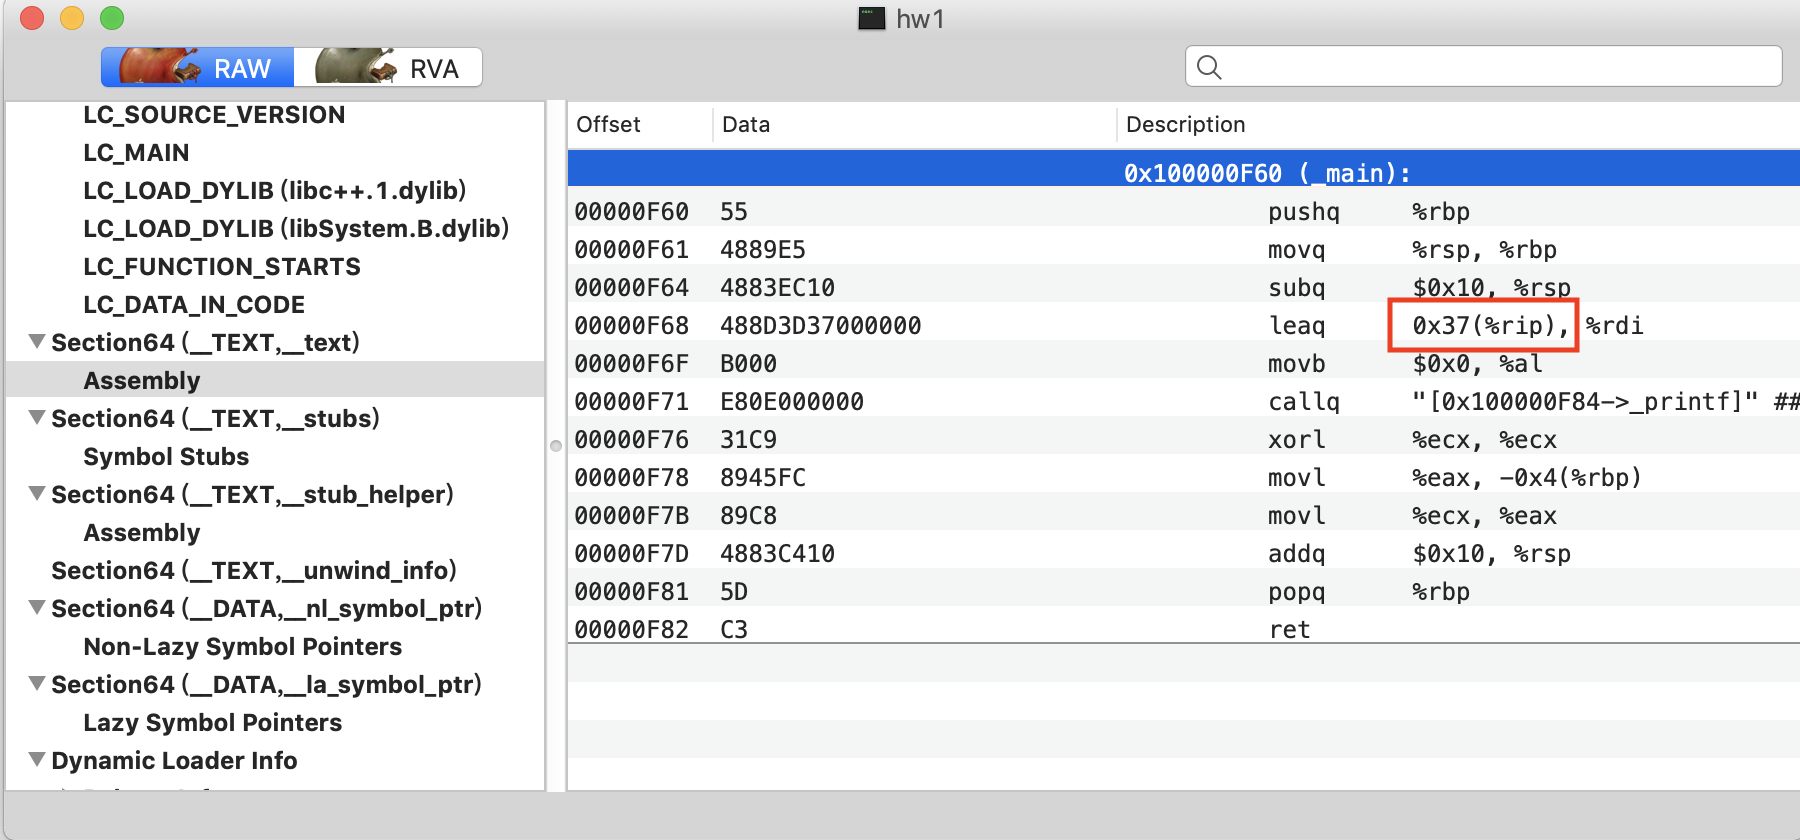 hw1
RAW RVA
LC_SOURCE_VERSION
LC_MAIN
LC_LOAD_DYLIB (libc++.1.dylib)
LC_LOAD_DYLIB (libSystem.B.dylib)
LC_FUNCTION_STARTS
LC_DATA_IN_CODE
Section64 (__TEXT,__text)
Assembly
Section64 (__TEXT,__stubs)
Symbol Stubs
Section64 (__TEXT,__stub_helper)
Assembly
Section64 (__TEXT,__unwind_info)
Section64 (__DATA,__nl_symbol_ptr)
Non-Lazy Symbol Pointers
Section64 (__DATA,__la_symbol_ptr)
Lazy Symbol Pointers
Dynamic Loader Info
Offset Data Description
0x100000F60 (_main):
00000F60 55 pushq %rbp
00000F61 4889E5 movq %rsp, %rbp
00000F64 4883EC10 subq $0x10, %rsp
00000F68 488D3D37000000 leaq 0x37(%rip), %rdi
00000F6F B000 movb $0x0, %al
00000F71 E80E000000 callq "[0x100000F84->_printf]" ##
00000F76 31C9 xorl %ecx, %ecx
00000F78 8945FC movl %eax, -0x4(%rbp)
00000F7B 89C8 movl %ecx, %eax
00000F7D 4883C410 addq $0x10, %rsp
00000F81 5D popq %rbp
00000F82 C3 ret